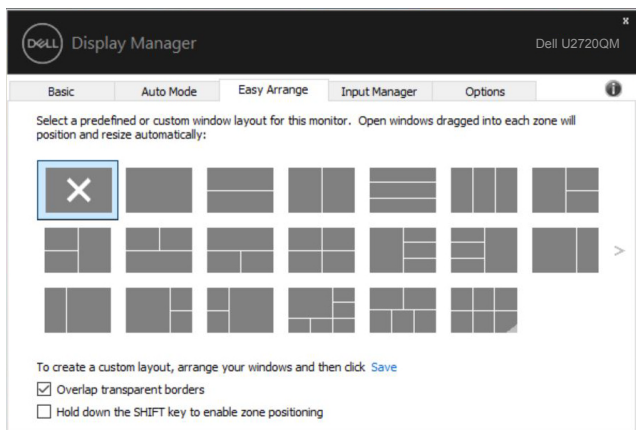 x
DELL Display Manager
Dell U2720QM
Basic Auto Mode Easy Arrange Input Manager Options
Select a predefined or custom window layout for this monitor. Open windows dragged into each zone will
position and resize automatically:
To create a custom layout, arrange your windows and then click Save
Overlap transparent borders
Hold down the SHIFT key to enable zone positioning